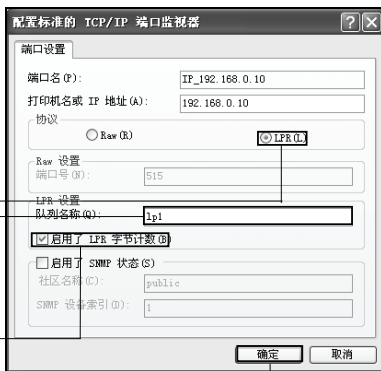 配置标准的 TCP/IP 端口监视器
端口设置
端口名(P): IP_192.168.0.10
打印机名或 IP 地址(A): 192.168.0.10
协议
Raw(R) LPR(L)
Raw 设置
端口号(N): 515
LPR 设置
队列名称(Q): lp1
启用了 LPR 字节计数(B)
启用了 SNMP 状态(S)
社区名称(C): public
SNMP 设备索引(D): 1
确定 取消